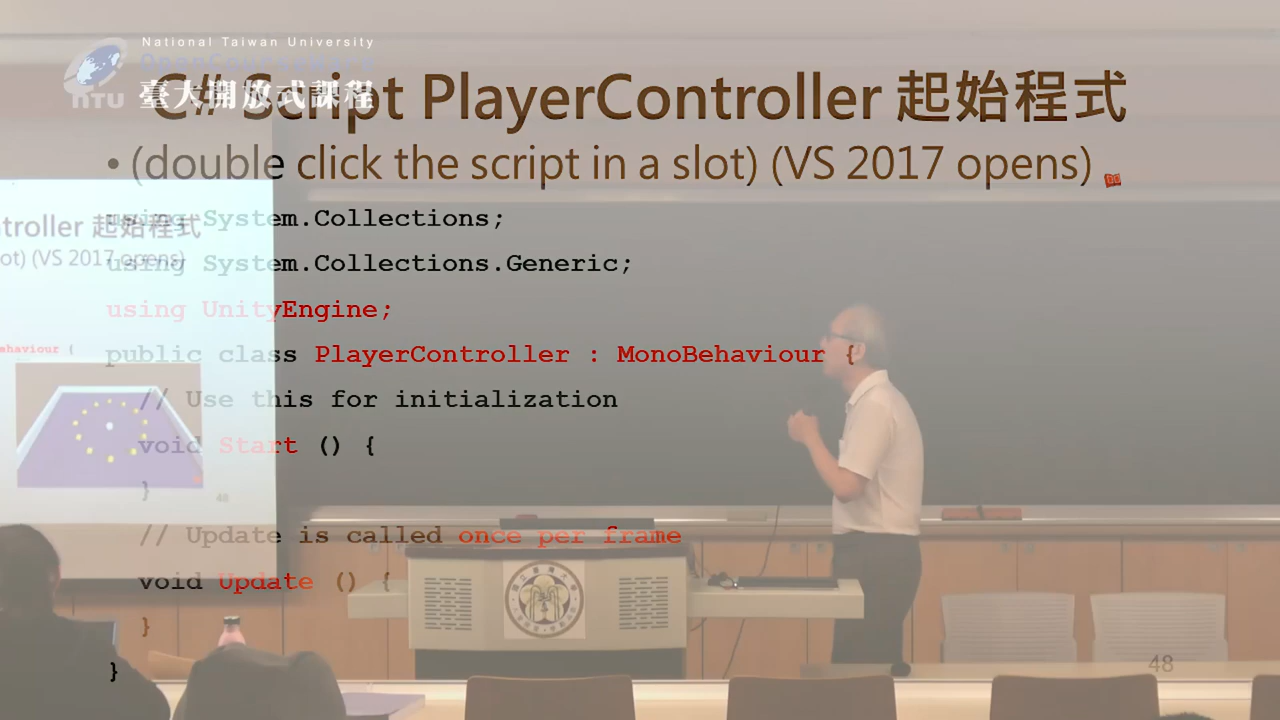 National Taiwan University
OpenCourseWare
NTU 臺大開放式課程
C# Script PlayerController 起始程式
• (double click the script in a slot) (VS 2017 opens)
using System.Collections;
using System.Collections.Generic;
using UnityEngine;
public class PlayerController : MonoBehaviour {
// Use this for initialization
void Start () {
}
// Update is called once per frame
void Update () {
}
}
48
troller 起始程式
ot) (VS 2017 opens)
ehaviour {
48